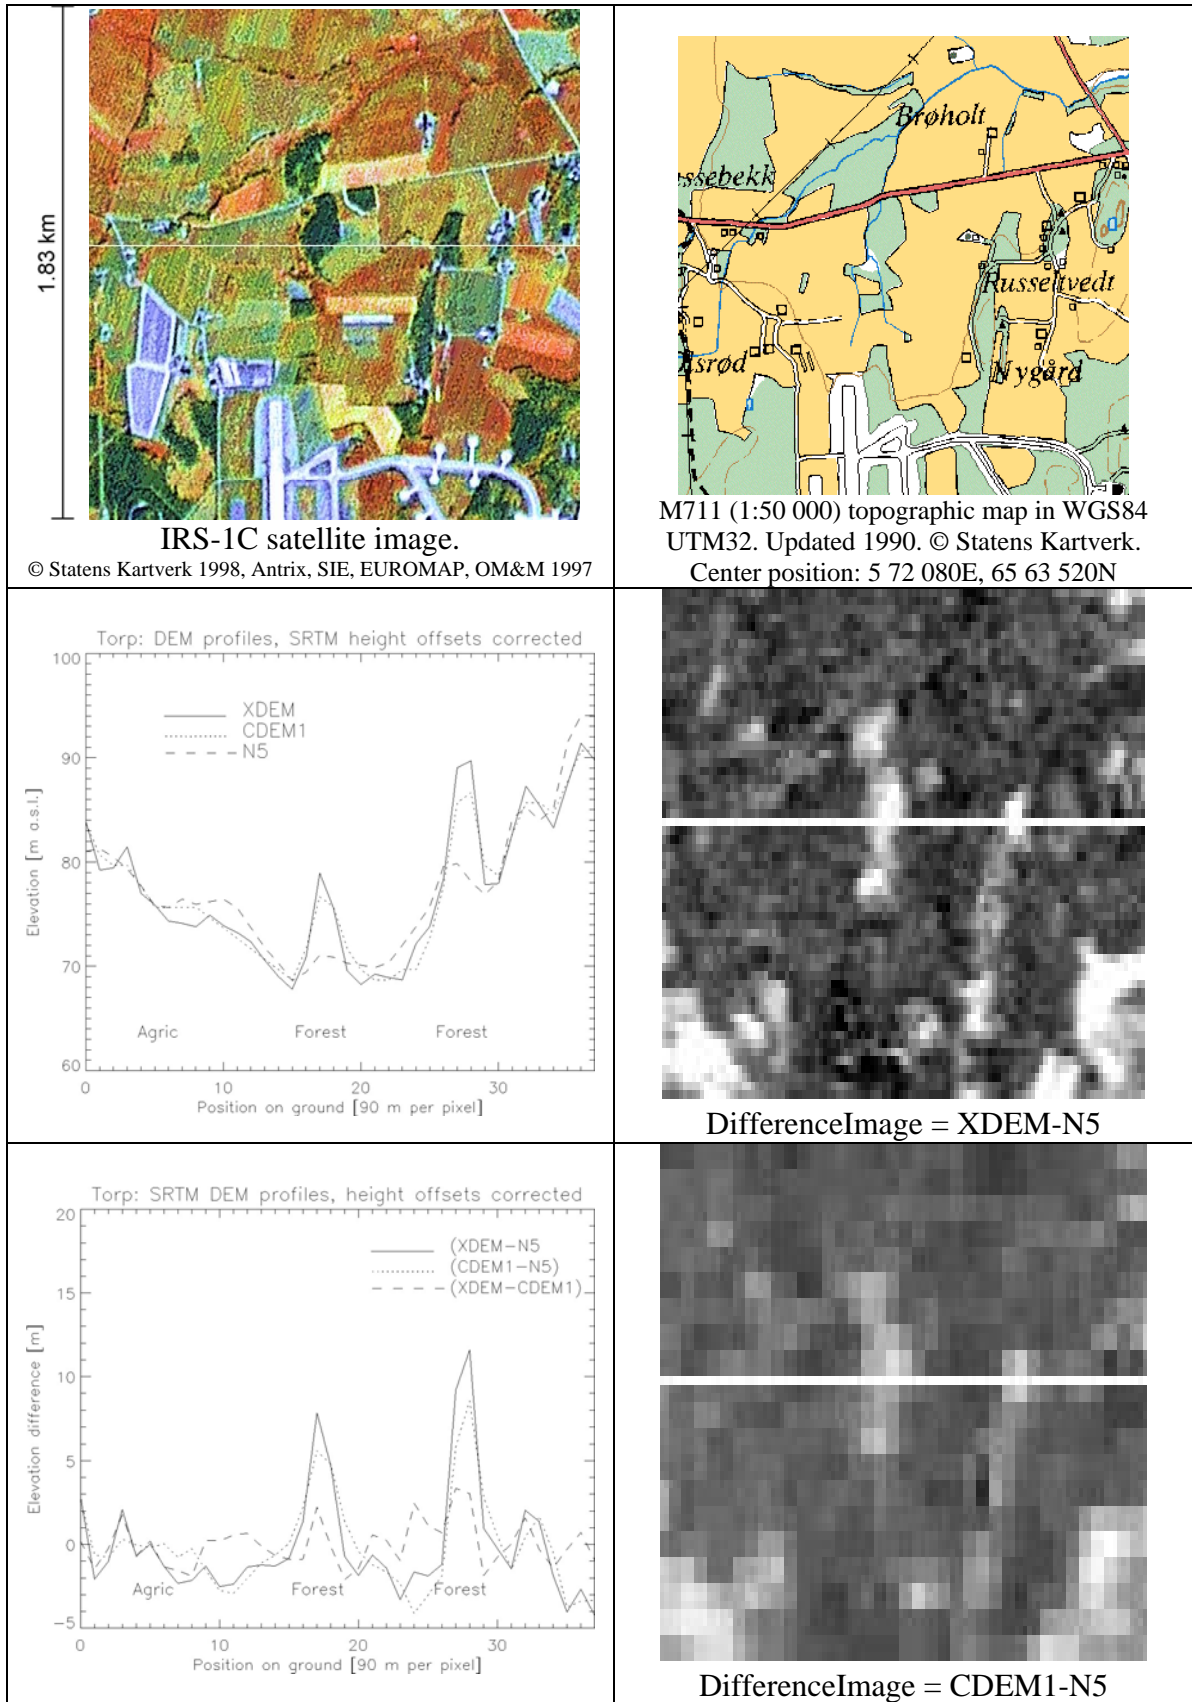 1.83 km
IRS-1C satellite image.
© Statens Kartverk 1998, Antrix, SIE, EUROMAP, OM&M 1997
Brøholt
ssebekk
Russeltvedt
srød
Nygård
M711 (1:50 000) topographic map in WGS84
UTM32. Updated 1990. © Statens Kartverk.
Center position: 5 72 080E, 65 63 520N
Torp: DEM profiles, SRTM height offsets corrected
100
90
80
70
60
Elevation [m a.s.l.]
XDEM
CDEM1
N5
Agric
Forest
Forest
0
10
20
30
Position on ground [90 m per pixel]
DifferenceImage = XDEM-N5
Torp: SRTM DEM profiles, height offsets corrected
20
15
10
5
0
-5
Elevation difference [m]
(XDEM-N5
(CDEM1-N5)
(XDEM-CDEM1)
Agric
Forest
Forest
0
10
20
30
Position on ground [90 m per pixel]
DifferenceImage = CDEM1-N5